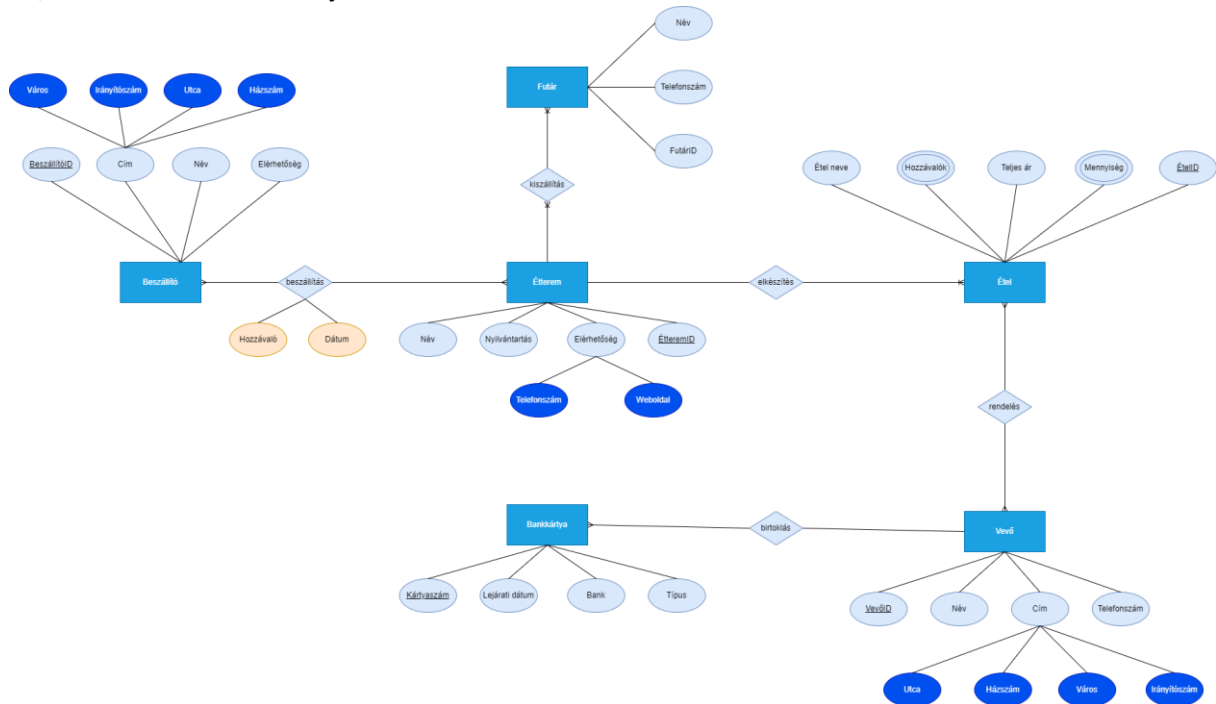 Név
Város
Irányítószám
Utca
Házszám
Futár
Telefonszám
FutárID
BeszállítóID
Cím
Név
Elérhetőség
kiszállítás
Étel neve
Hozzávalók
Teljes ár
Mennyiség
ÉtelID
Beszállító
beszállítás
Étterem
elkészítés
Étel
Hozzávaló
Dátum
Név
Nyilvántartás
Elérhetőség
ÉtteremID
Telefonszám
Weboldal
rendelés
Bankkártya
birtoklás
Vevő
Kártyaszám
Lejárati dátum
Bank
Típus
VevőID
Név
Cím
Telefonszám
Utca
Házszám
Város
Irányítószám